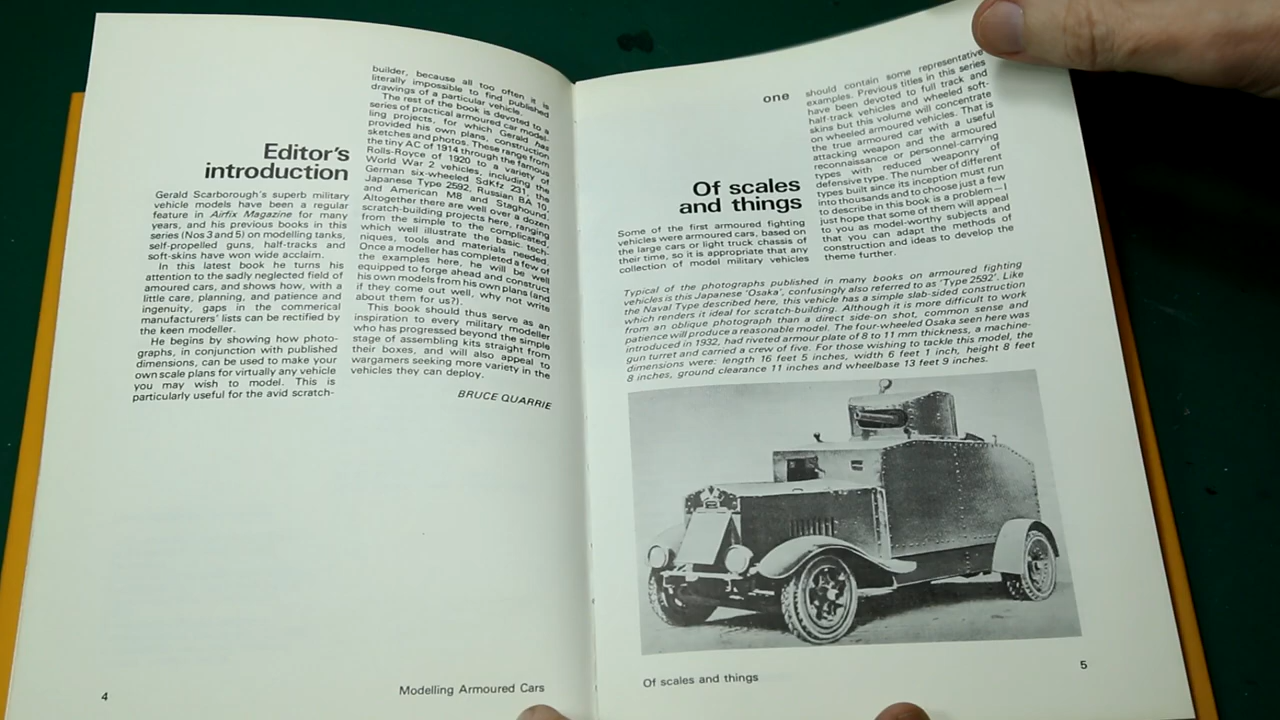 Editor's
introduction
Gerald Scarborough's superb military
vehicle models have been a regular
feature in Airfix Magazine for many
years, and his previous books in this
series (Nos 3 and 5) on modelling tanks,
self-propelled guns, half-tracks and
soft-skins have won wide acclaim.
In this latest book he turns his
attention to the sadly neglected field of
amoured cars, and shows how, with a
little care, planning, and patience and
ingenuity, gaps in the commerical
manufacturers' lists can be rectified by
the keen modeller.
He begins by showing how photo-
graphs, in conjunction with published
dimensions, can be used to make your
own scale plans for virtually any vehicle
you may wish to model. This is
particularly useful for the avid scratch-
builder, because all too often it is
literally impossible to find published
drawings of a particular vehicle.
The rest of the book is devoted to a
series of practical armoured car model-
ling projects, for which Gerald has
provided his own plans, construction
sketches and photos. These range from
the tiny AC of 1914 through the famous
Rolls-Royce of 1920 to a variety of
World War 2 vehicles, including the
German six-wheeled SdKfz 231, the
Japanese Type 2592, Russian BA 10,
and American M8 and Staghound.
Altogether there are well over a dozen
scratch-building projects here, ranging
from the simple to the complicated,
which well illustrate the basic tech-
niques, tools and materials needed.
Once a modeller has completed a few of
the examples here, he will be well
equipped to forge ahead and construct
his own models from his own plans (and
if they come out well, why not write
about them for us?).
This book should thus serve as an
inspiration to every military modeller
who has progressed beyond the simple
stage of assembling kits straight from
their boxes, and will also appeal to
wargamers seeking more variety in the
vehicles they can deploy.
BRUCE QUARRIE
4
Modelling Armoured Cars
one
Of scales
and things
Some of the first armoured fighting
vehicles were armoured cars, based on
the large cars or light truck chassis of
their time, so it is appropriate that any
collection of model military vehicles
should contain some representative
examples. Previous titles in this series
have been devoted to full track and
half-track vehicles and wheeled soft-
skins but this volume will concentrate
on wheeled armoured vehicles. That is
the true armoured car with a useful
attacking weapon and the armoured
reconnaissance or personnel-carrying
types with reduced weaponry of
defensive type. The number of different
types built since its inception must run
into thousands and to choose just a few
to describe in this book is a problem—I
just hope that some of them will appeal
to you as model-worthy subjects and
that you can adapt the methods of
construction and ideas to develop the
theme further.
Typical of the photographs published in many books on armoured fighting
vehicles is this Japanese 'Osaka', confusingly also referred to as 'Type 2592'. Like
the Naval Type described here, this vehicle has a simple slab-sided construction
which renders it ideal for scratch-building. Although it is more difficult to work
from an oblique photograph than a direct side-on shot, common sense and
patience will produce a reasonable model. The four-wheeled Osaka seen here was
introduced in 1932, had riveted armour plate of 8 to 11 mm thickness, a machine-
gun turret and carried a crew of five. For those wishing to tackle this model, the
dimensions were: length 16 feet 5 inches, width 6 feet 1 inch, height 8 feet
8 inches, ground clearance 11 inches and wheelbase 13 feet 9 inches.
Of scales and things
5